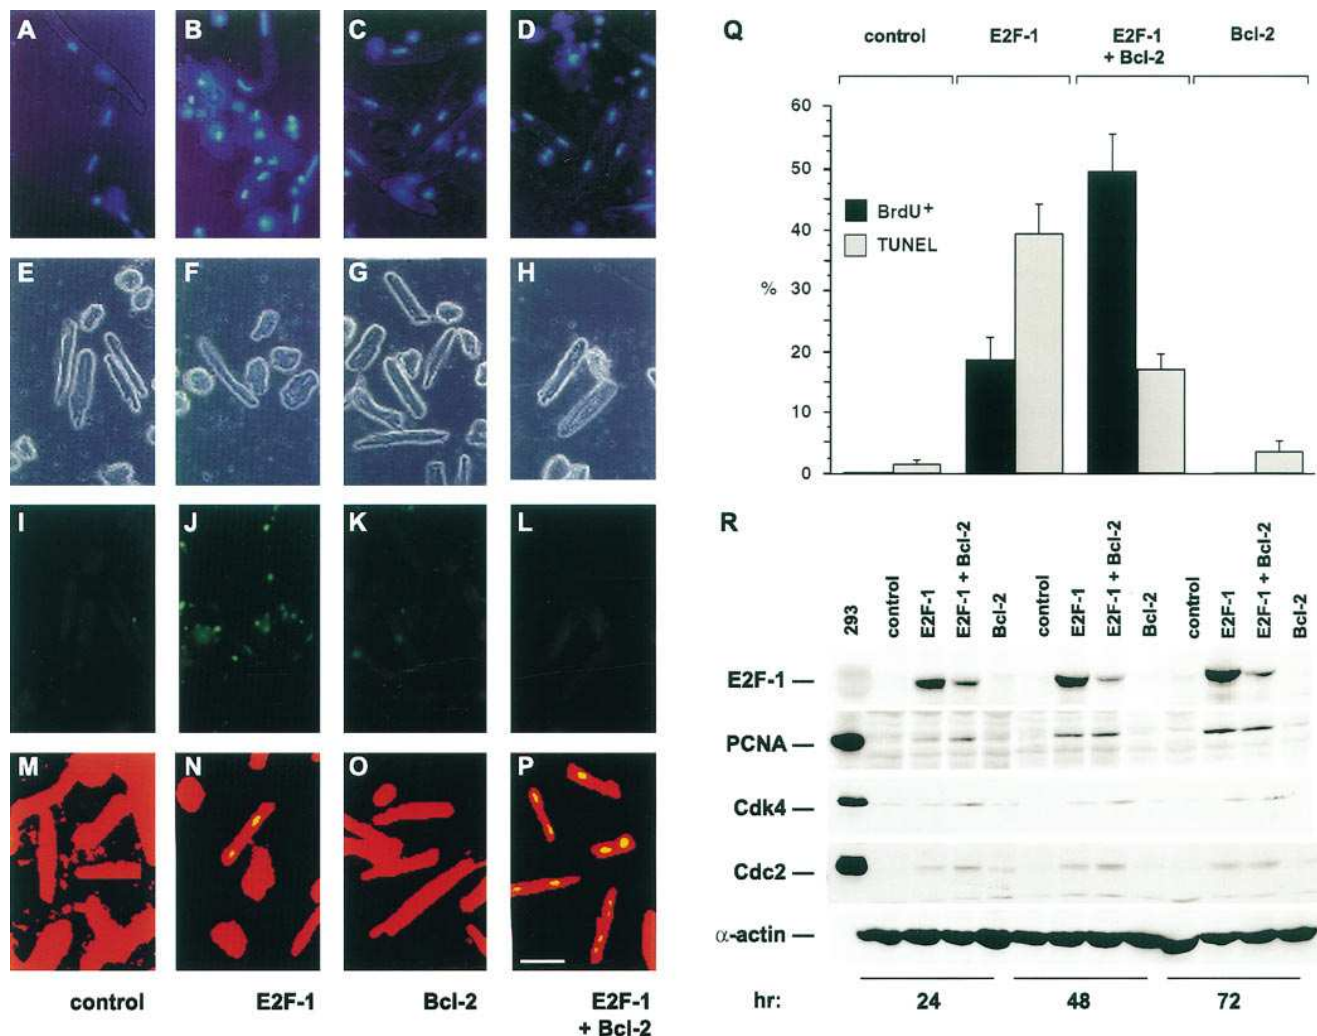 A
B
C
D
E
F
G
H
I
J
K
L
M
N
O
P
control
E2F-1
Bcl-2
E2F-1
+ Bcl-2
Q
control
E2F-1
E2F-1
+ Bcl-2
Bcl-2
60
50
40
30
20
10
0
%
BrdU+
TUNEL
R
293
control
E2F-1
E2F-1 + Bcl-2
Bcl-2
control
E2F-1
E2F-1 + Bcl-2
Bcl-2
control
E2F-1
E2F-1 + Bcl-2
Bcl-2
E2F-1
PCNA
Cdk4
Cdc2
α-actin
hr: 24 48 72